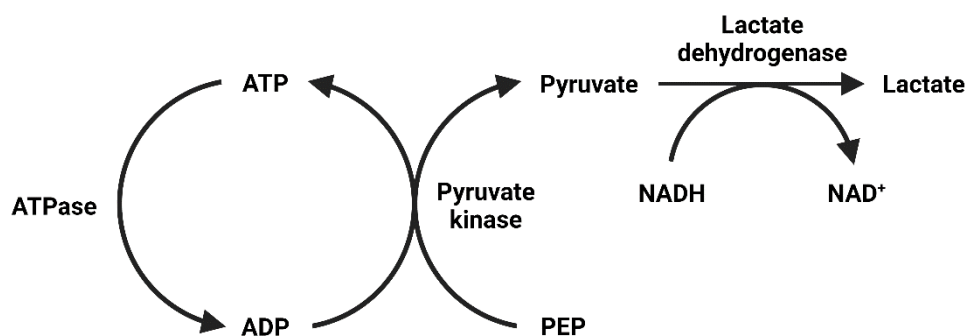 Lactate
dehydrogenase
ATP
Pyruvate
Lactate
ATPase
Pyruvate
kinase
NADH
NAD⁺
ADP
PEP